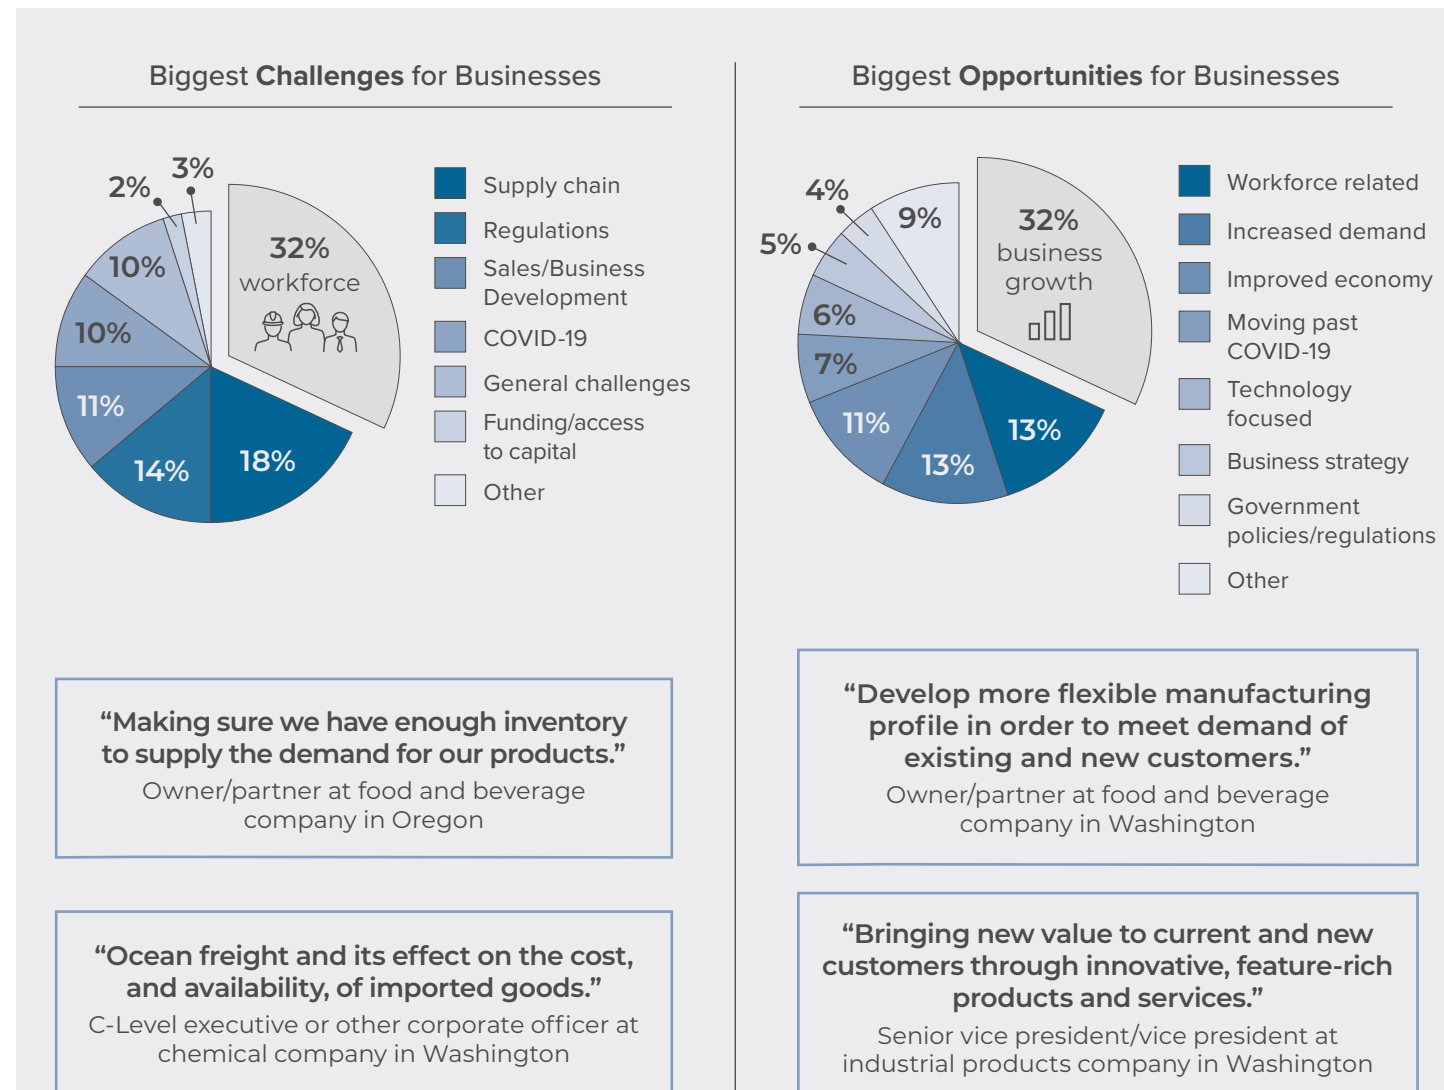 Biggest Challenges for Businesses
3%
2%
32%
workforce
10%
10%
11%
14%
18%
Supply chain
Regulations
Sales/Business
Development
COVID-19
General challenges
Funding/access
to capital
Other
“Making sure we have enough inventory
to supply the demand for our products.”
Owner/partner at food and beverage
company in Oregon
“Ocean freight and its effect on the cost,
and availability, of imported goods.”
C-Level executive or other corporate officer at
chemical company in Washington
Biggest Opportunities for Businesses
4%
9%
5%
32%
business
growth
6%
7%
11%
13%
13%
Workforce related
Increased demand
Improved economy
Moving past
COVID-19
Technology
focused
Business strategy
Government
policies/regulations
Other
“Develop more flexible manufacturing
profile in order to meet demand of
existing and new customers.”
Owner/partner at food and beverage
company in Washington
“Bringing new value to current and new
customers through innovative, feature-rich
products and services.”
Senior vice president/vice president at
industrial products company in Washington